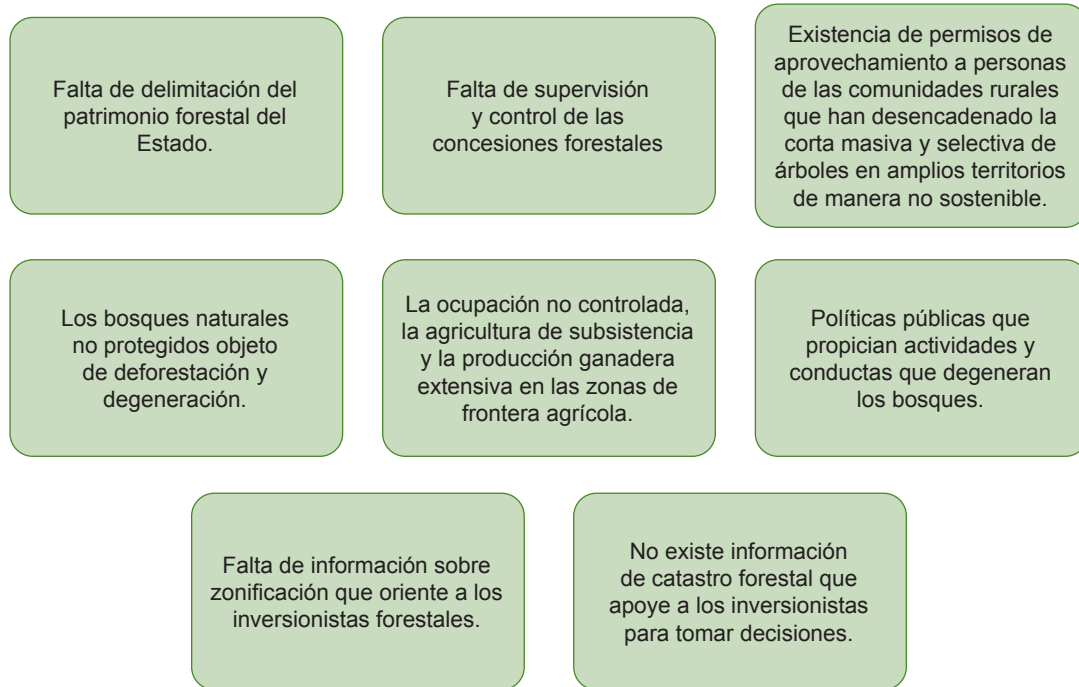 Falta de delimitación del
patrimonio forestal del
Estado.
Falta de supervisión
y control de las
concesiones forestales
Existencia de permisos de
aprovechamiento a personas
de las comunidades rurales
que han desencadenado la
corta masiva y selectiva de
árboles en amplios territorios
de manera no sostenible.
Los bosques naturales
no protegidos objeto
de deforestación y
degeneración.
La ocupación no controlada,
la agricultura de subsistencia
y la producción ganadera
extensiva en las zonas de
frontera agrícola.
Políticas públicas que
propician actividades y
conductas que degeneran
los bosques.
Falta de información sobre
zonificación que oriente a los
inversionistas forestales.
No existe información
de catastro forestal que
apoye a los inversionistas
para tomar decisiones.